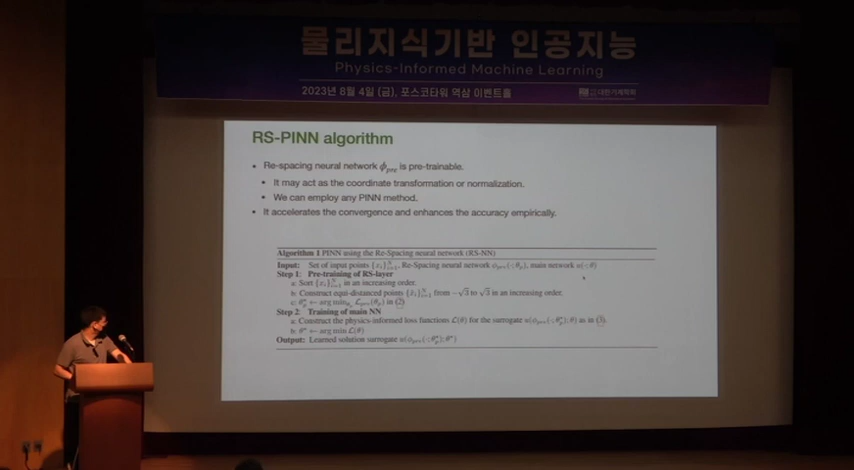 물리지식기반 인공지능
Physics-Informed Machine Learning
2023년 8월 4일 (금), 포스코타워 역삼 이벤트홀
대한기계학회
RS-PINN algorithm
• Re-spacing neural network ϕ_pre is pre-trainable.
• It may act as the coordinate transformation or normalization.
• We can employ any PINN method.
• It accelerates the convergence and enhances the accuracy empirically.
Algorithm 1 PINN using the Re-Spacing neural network (RS-NN)
Input: Set of input points {x_i}_{i=1}^N, Re-Spacing neural network ϕ_pre(·;θ_p), main network u(·;θ)
Step 1: Pre-training of RS-layer
a: Sort {x_i}_{i=1}^N in an increasing order.
b: Construct equi-distanced points {x̂_i}_{i=1}^N from −√3 to √3 in an increasing order.
c: θ_p^* ← arg min_{θ_p} L_pre(θ_p) in (2)
Step 2: Training of main NN
a: Construct the physics-informed loss functions L(θ) for the surrogate u(ϕ_pre(·;θ_p^*);θ) as in (3).
b: θ^* ← arg min L(θ)
Output: Learned solution surrogate u(ϕ_pre(·;θ_p^*);θ^*)